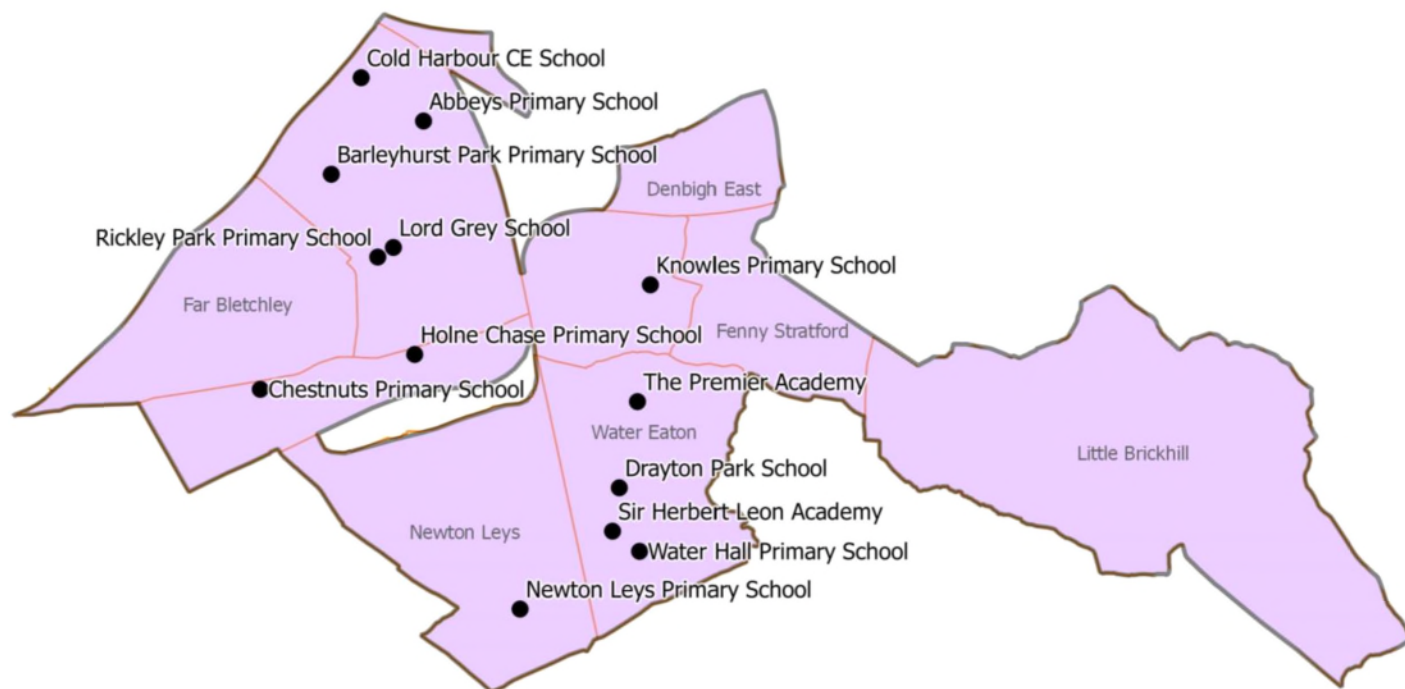 Cold Harbour CE School
Abbeys Primary School
Barleyhurst Park Primary School
Denbigh East
Rickley Park Primary School
Lord Grey School
Knowles Primary School
Far Bletchley
Fenny Stratford
Holne Chase Primary School
Chestnuts Primary School
The Premier Academy
Water Eaton
Little Brickhill
Drayton Park School
Sir Herbert Leon Academy
Newton Leys
Water Hall Primary School
Newton Leys Primary School